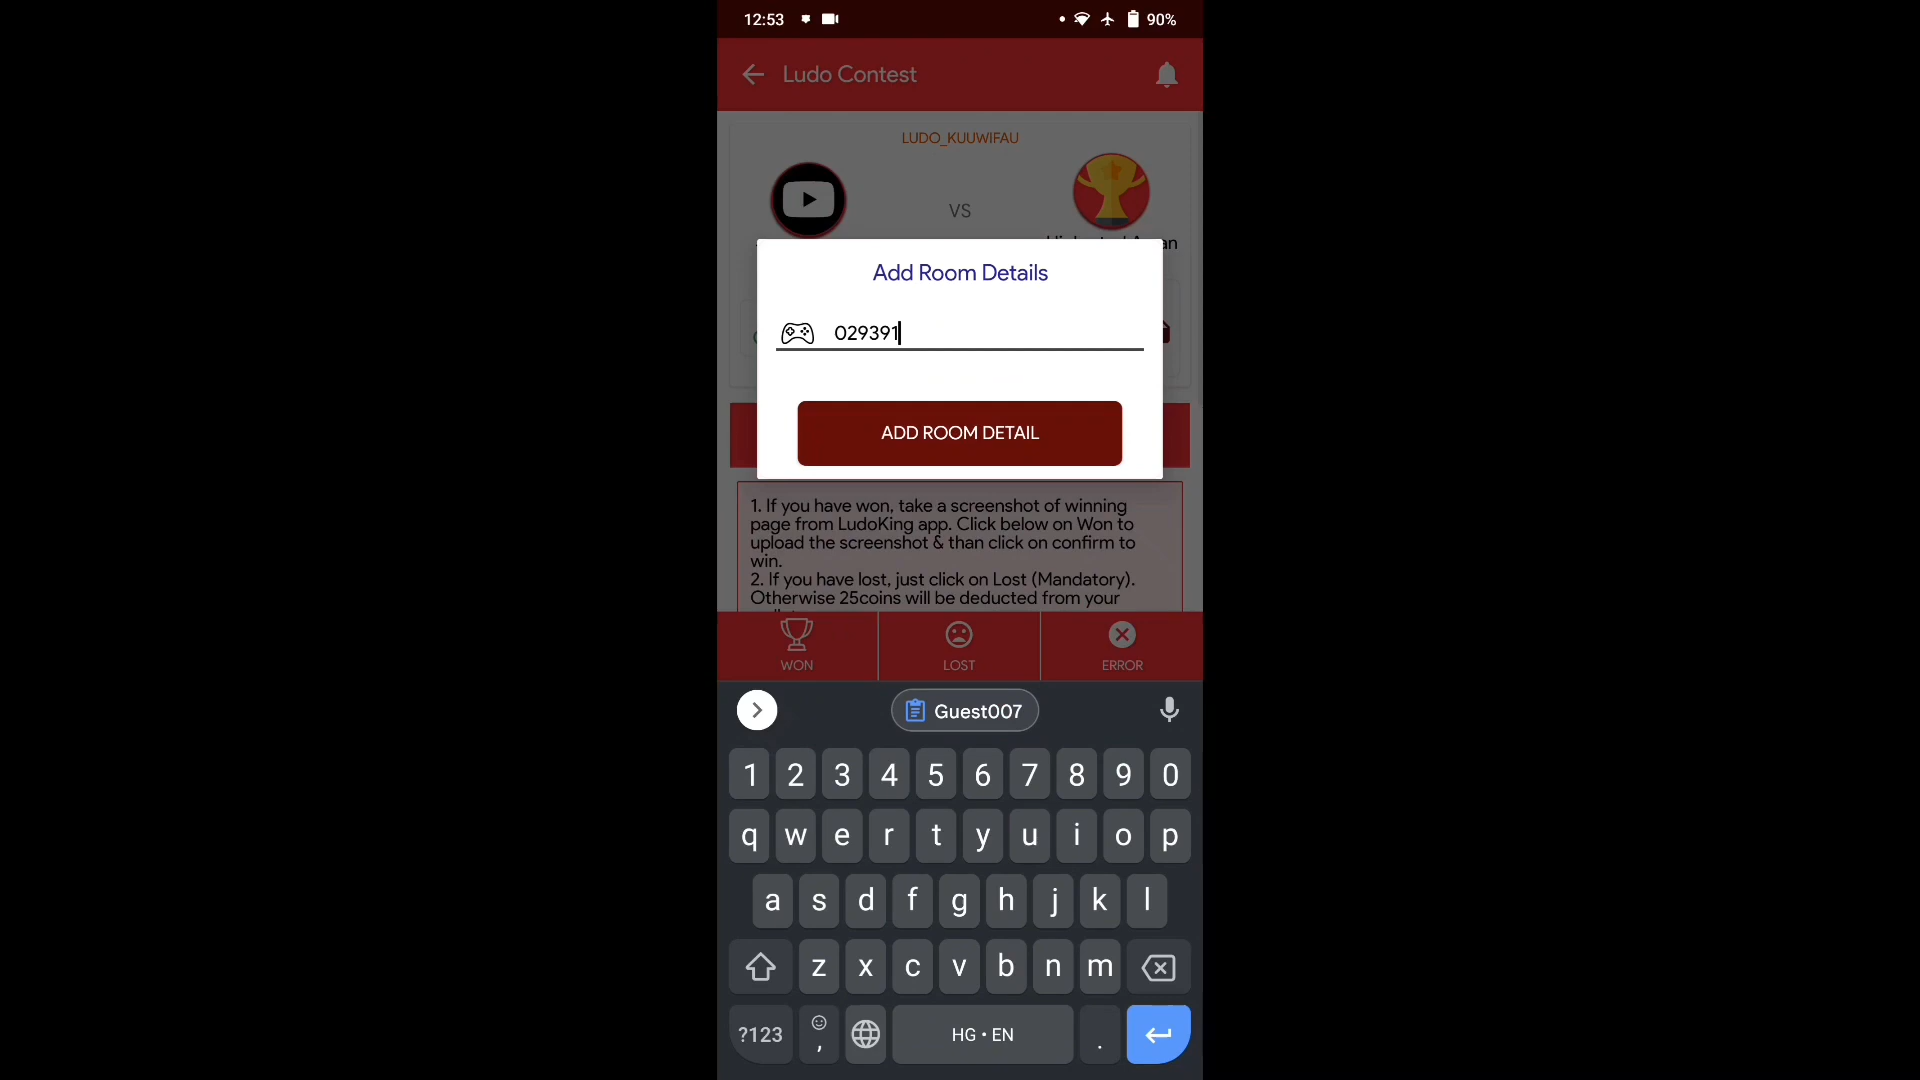 12:53
90%
Ludo Contest
LUDO_KUUWIFAU
VS
an
Add Room Details
029391
ADD ROOM DETAIL
1. If you have won, take a screenshot of winning
page from LudoKing app. Click below on Won to
upload the screenshot & than click on confirm to
win.
2. If you have lost, just click on Lost (Mandatory).
Otherwise 25coins will be deducted from your
WON LOST ERROR
Guest007
1 2 3 4 5 6 7 8 9 0
q w e r t y u i o p
a s d f g h j k l
z x c v b n m
?123 , HG • EN .